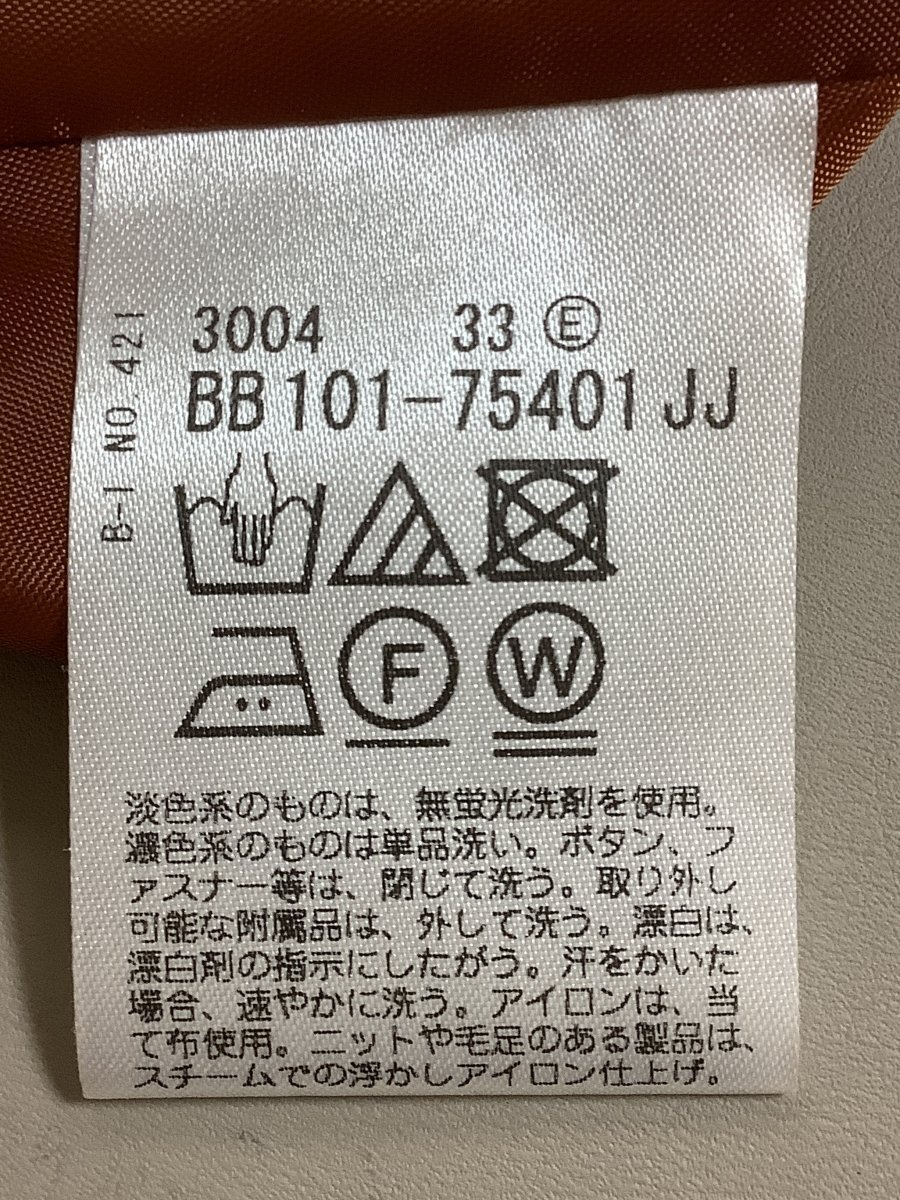 B-1 NO.421
3004 33 Ⓔ
BB101-75401 JJ
F W
淡色系のものは、無蛍光洗剤を使用。
濃色系のものは単品洗い。ボタン、フ
ァスナー等は、閉じて洗う。取り外し
可能な附属品は、外して洗う。漂白は、
漂白剤の指示にしたがう。汗をかいた
場合、速やかに洗う。アイロンは、当
て布使用。ニットや毛足のある製品は、
スチームでの浮かしアイロン仕上げ。